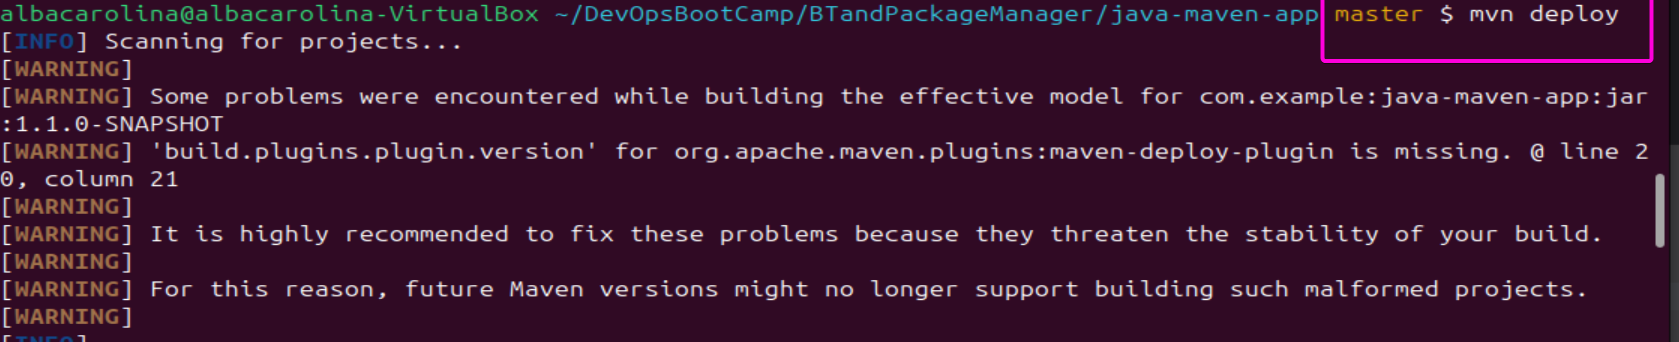 albacarolina@albacarolina-VirtualBox ~/DevOpsBootCamp/BTandPackageManager/java-maven-app master $ mvn deploy
[INFO] Scanning for projects...
[WARNING]
[WARNING] Some problems were encountered while building the effective model for com.example:java-maven-app:jar
:1.1.0-SNAPSHOT
[WARNING] 'build.plugins.plugin.version' for org.apache.maven.plugins:maven-deploy-plugin is missing. @ line 2
0, column 21
[WARNING]
[WARNING] It is highly recommended to fix these problems because they threaten the stability of your build.
[WARNING]
[WARNING] For this reason, future Maven versions might no longer support building such malformed projects.
[WARNING]
[INFO]